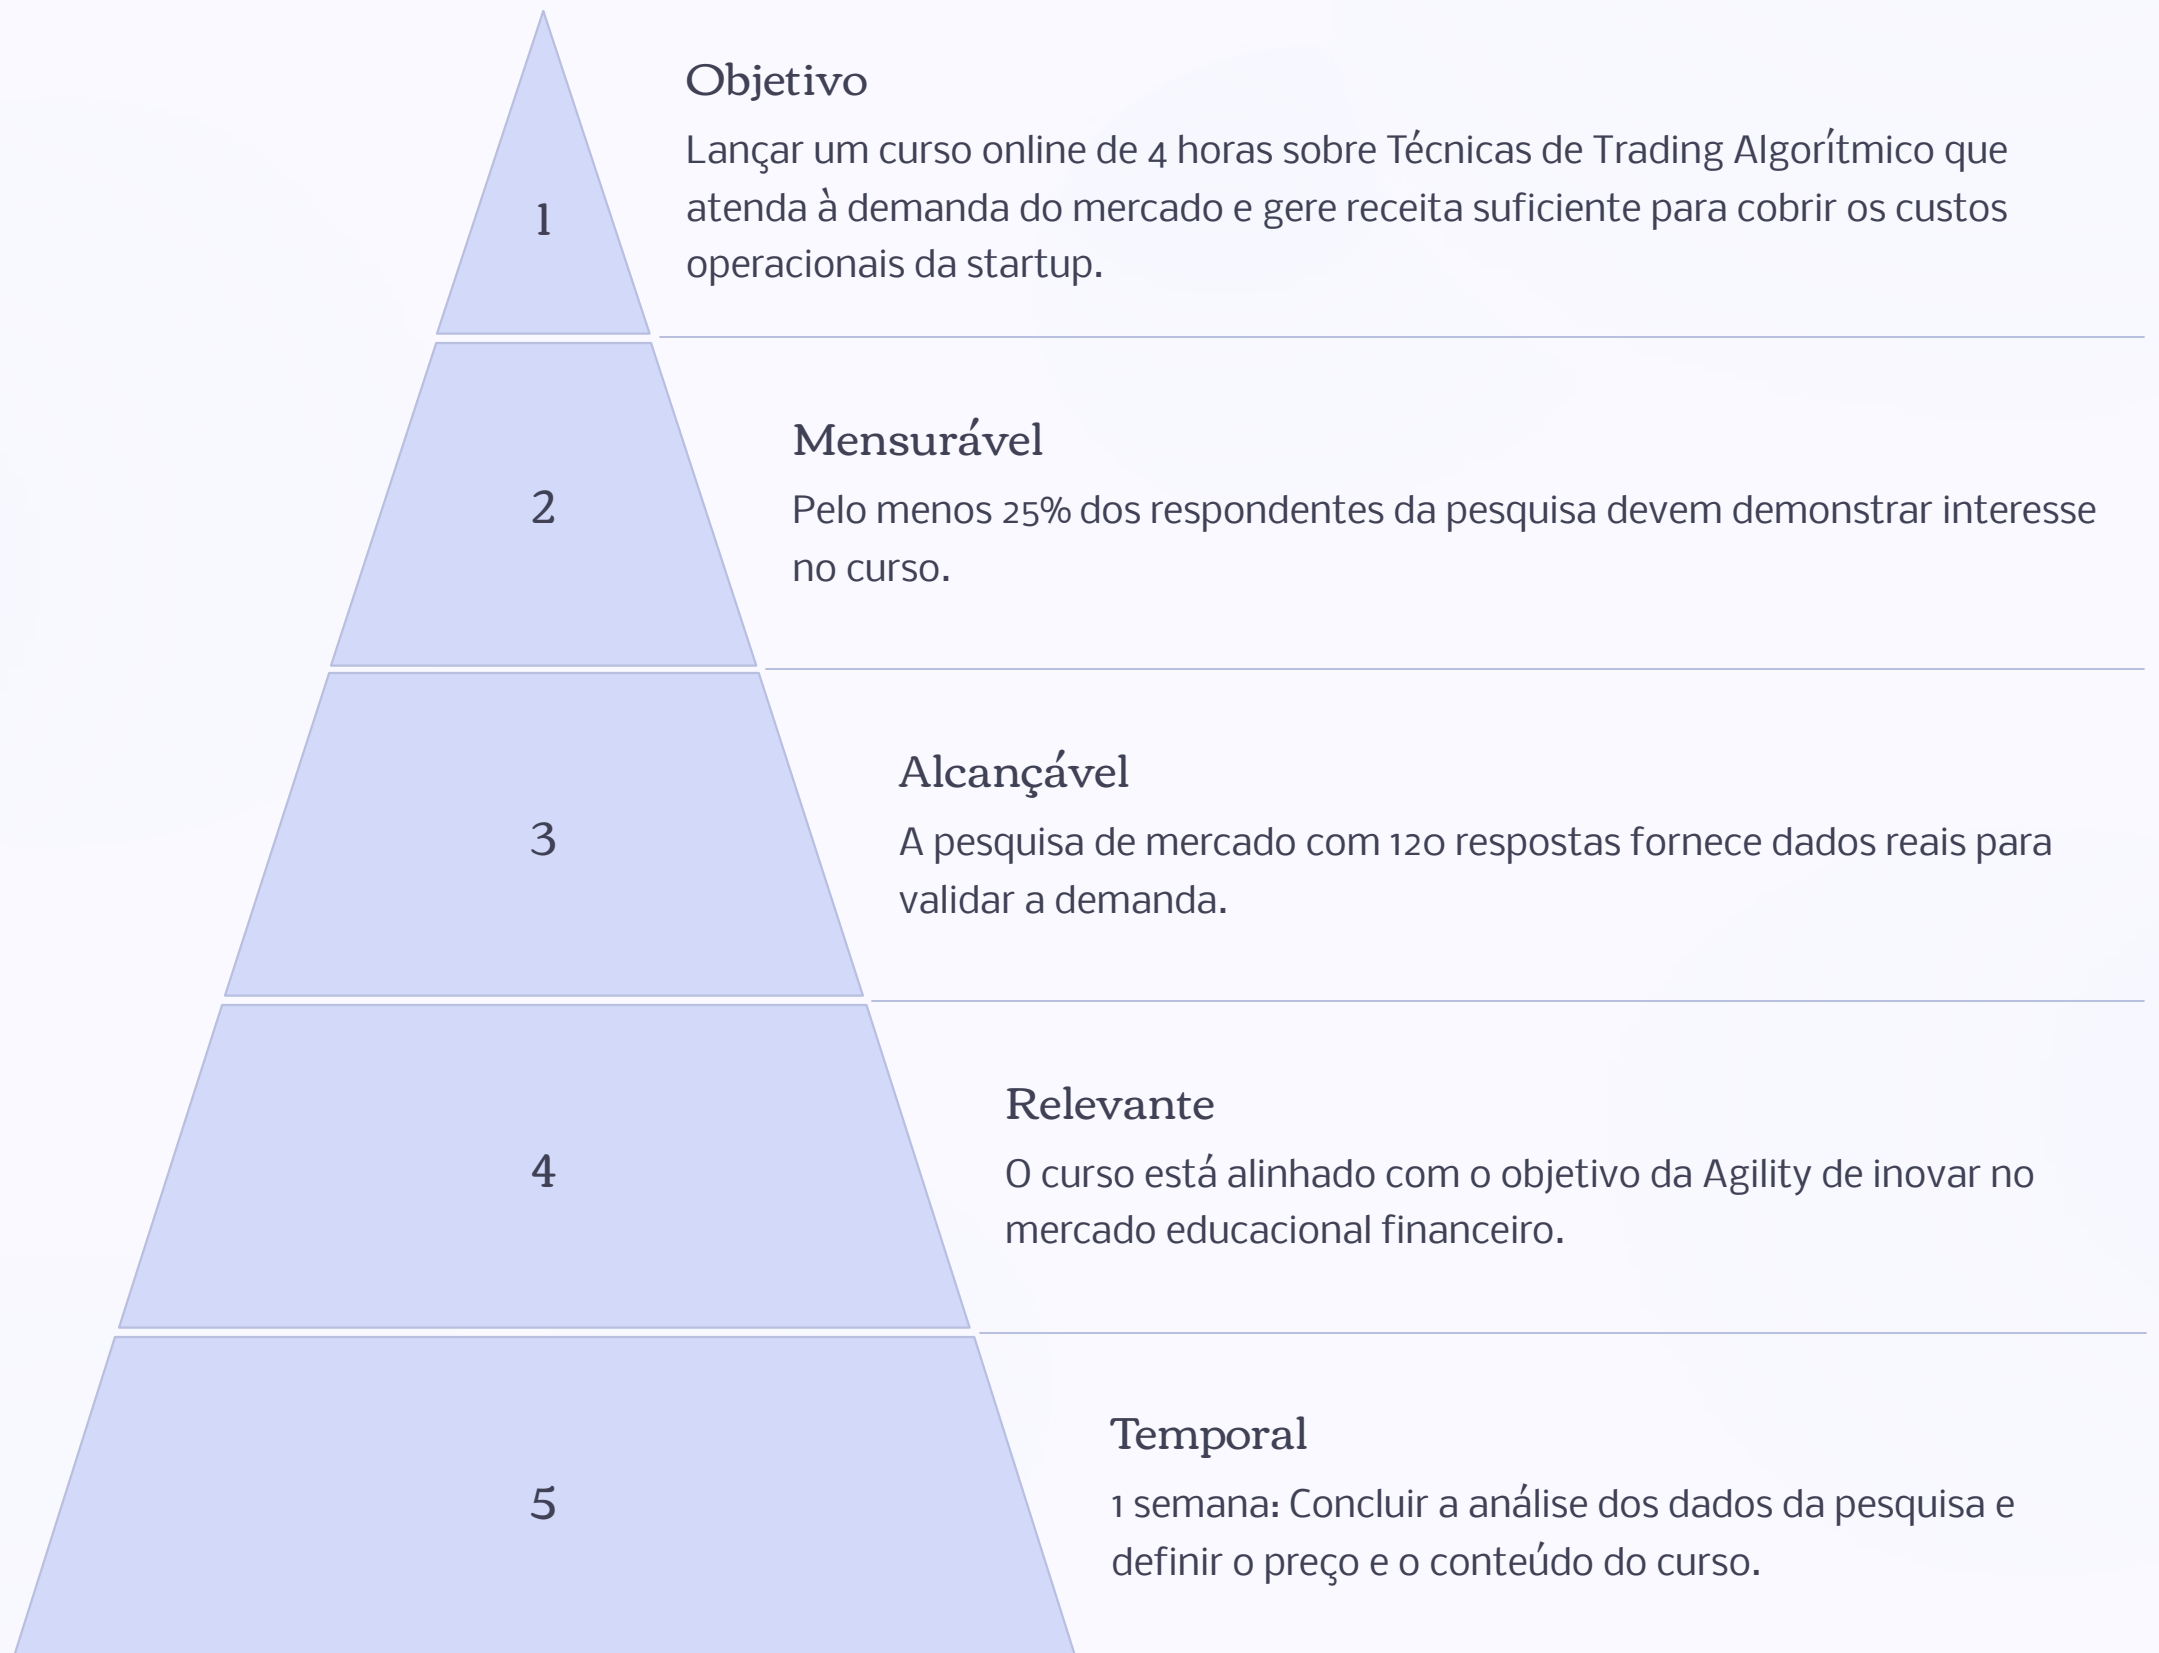 1
Objetivo
Lançar um curso online de 4 horas sobre Técnicas de Trading Algorítmico que
atenda à demanda do mercado e gere receita suficiente para cobrir os custos
operacionais da startup.
2
Mensurável
Pelo menos 25% dos respondentes da pesquisa devem demonstrar interesse
no curso.
3
Alcançável
A pesquisa de mercado com 120 respostas fornece dados reais para
validar a demanda.
4
Relevante
O curso está alinhado com o objetivo da Agility de inovar no
mercado educacional financeiro.
5
Temporal
1 semana: Concluir a análise dos dados da pesquisa e
definir o preço e o conteúdo do curso.